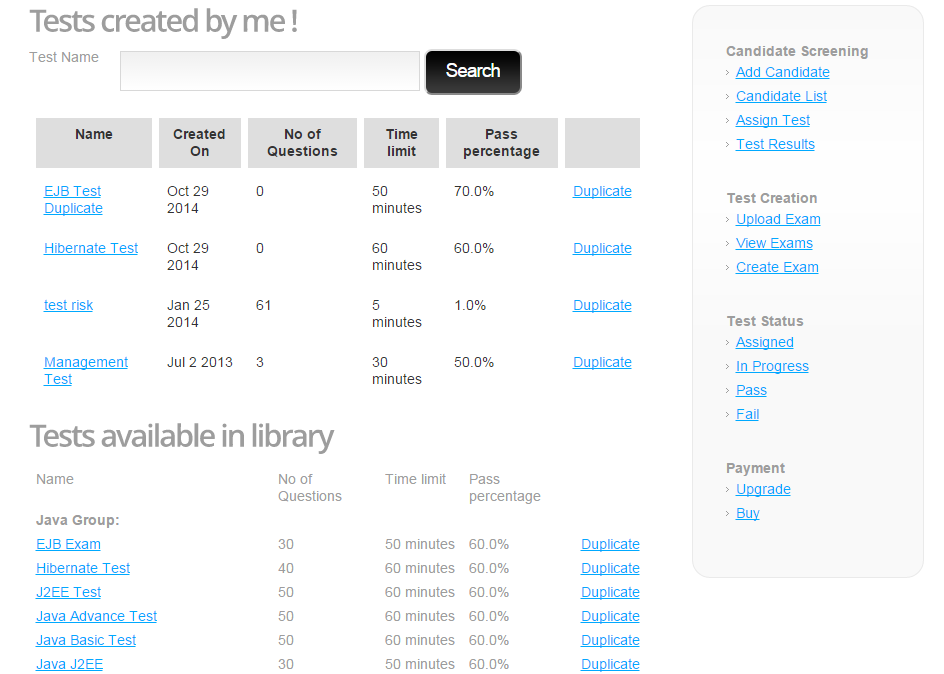 Tests created by me !
Test Name
Search
Name Created On No of Questions Time limit Pass percentage
EJB Test Duplicate Oct 29 2014 0 50 minutes 70.0% Duplicate
Hibernate Test Oct 29 2014 0 60 minutes 60.0% Duplicate
test risk Jan 25 2014 61 5 minutes 1.0% Duplicate
Management Test Jul 2 2013 3 30 minutes 50.0% Duplicate
Tests available in library
Name No of Questions Time limit Pass percentage
Java Group:
EJB Exam 30 50 minutes 60.0% Duplicate
Hibernate Test 40 60 minutes 60.0% Duplicate
J2EE Test 50 60 minutes 60.0% Duplicate
Java Advance Test 50 60 minutes 60.0% Duplicate
Java Basic Test 50 60 minutes 60.0% Duplicate
Java J2EE 30 50 minutes 60.0% Duplicate
Candidate Screening
Add Candidate
Candidate List
Assign Test
Test Results
Test Creation
Upload Exam
View Exams
Create Exam
Test Status
Assigned
In Progress
Pass
Fail
Payment
Upgrade
Buy